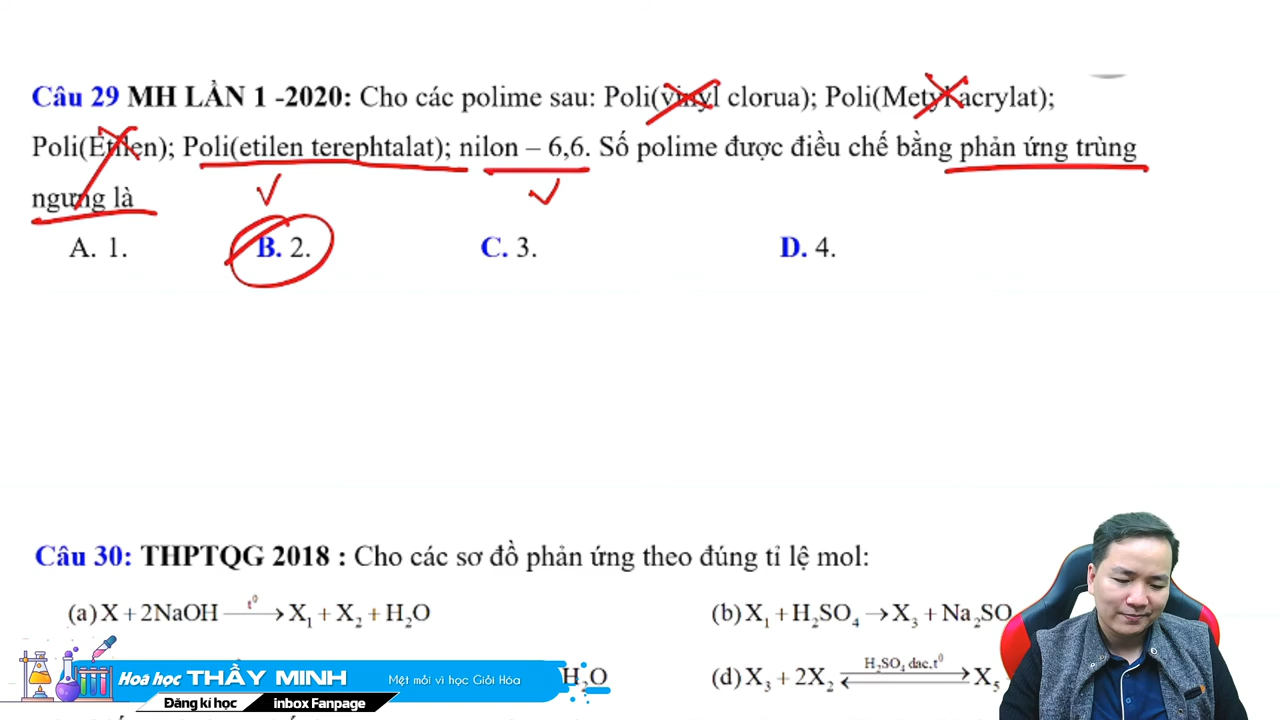 Câu 29 MH LẦN 1 -2020: Cho các polime sau: Poli(vinyl clorua); Poli(Metyl acrylat);
Poli(Etilen); Poli(etilen terephtalat); nilon – 6,6. Số polime được điều chế bằng phản ứng trùng
ngưng là
A. 1. B. 2. C. 3. D. 4.
Câu 30: THPTQG 2018 : Cho các sơ đồ phản ứng theo đúng tỉ lệ mol:
(a) X + 2NaOH t⁰ → X₁ + X₂ + H₂O (b) X₁ + H₂SO₄ → X₃ + Na₂SO
H₂O (d) X₃ + 2X₂ H₂SO₄ dac.t⁰ X₅
Hoá học THẦY MINH Mệt mỏi vì học Giỏi Hóa
Đăng kí học inbox Fanpage